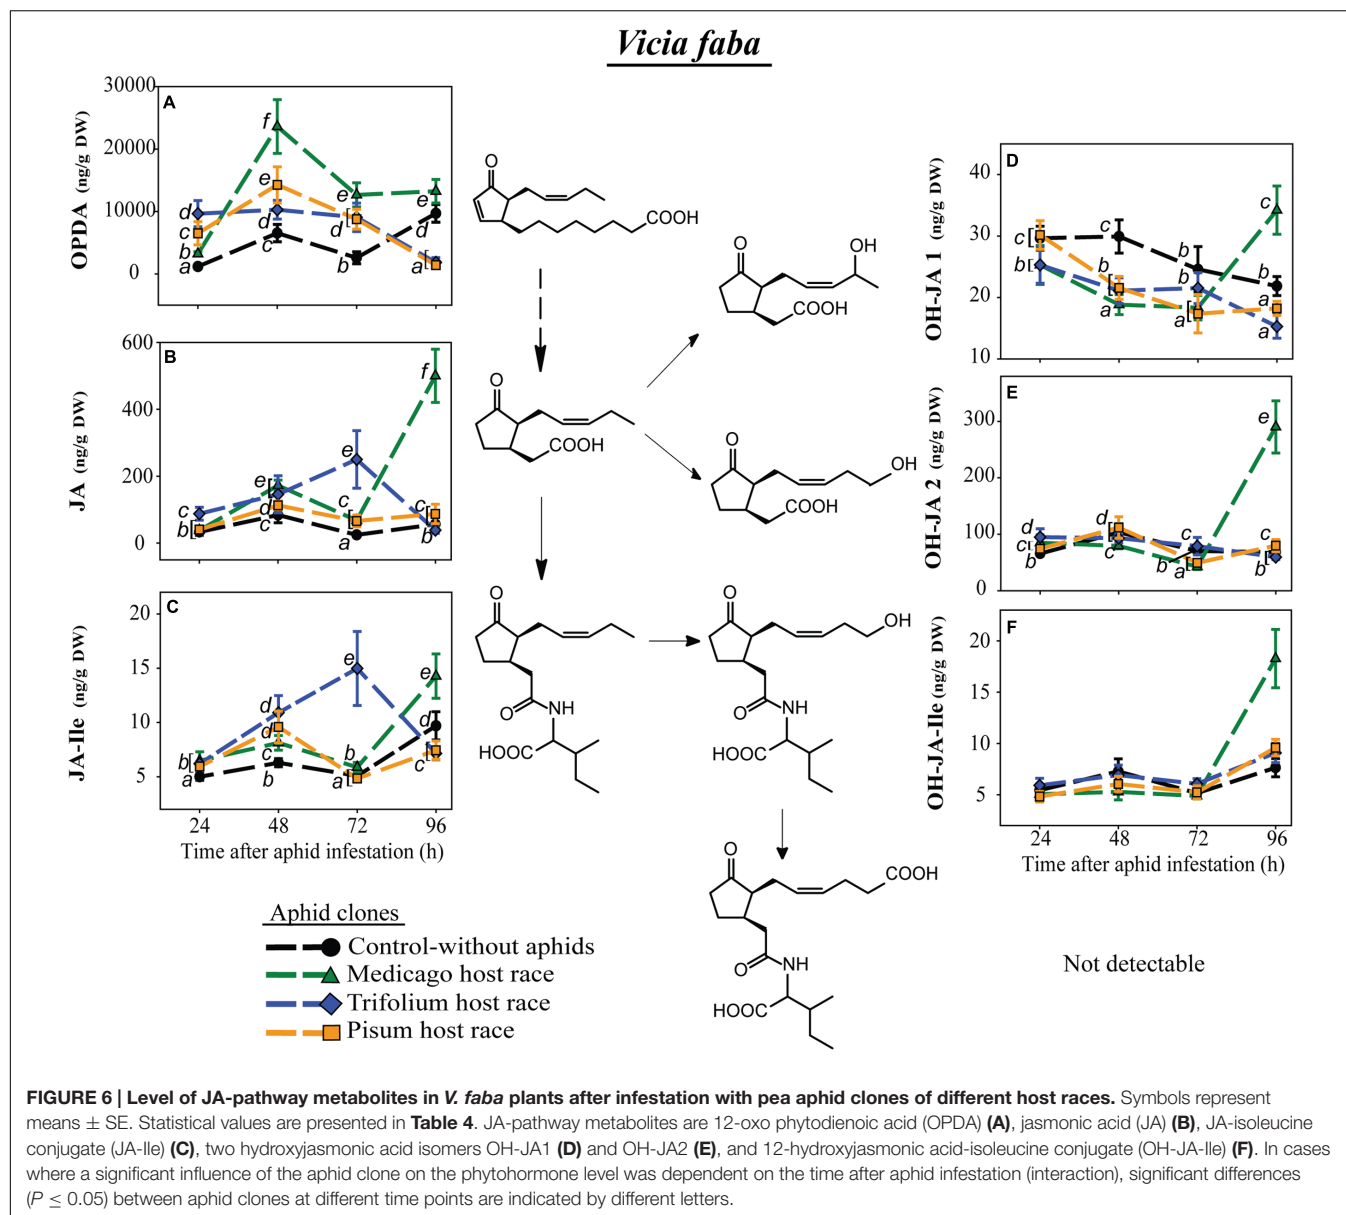 Vicia faba
A
OPDA (ng/g DW)
30000
20000
10000
0
a
b
c
d
c
d
e
f
b
d
[
e
a
[
d
e
O
COOH
B
JA (ng/g DW)
600
400
200
0
b[
c
c
d
e[
a
c
e
b
c
f
O
COOH
C
JA-Ile (ng/g DW)
20
15
10
5
a
b[
b
c
d
d
a[
b
e
c
[
d
e
24 48 72 96
Time after aphid infestation (h)
O
O
NH
HOOC
OH
O
COOH
O
OH
COOH
O
OH
O
NH
HOOC
O
COOH
O
NH
HOOC
D
OH-JA 1 (ng/g DW)
40
30
20
10
c[
b[
c
b
[
a
b
b
a[
c
b
a
a
E
OH-JA 2 (ng/g DW)
300
200
100
0
d
c[
b
d
c
c
b
a[
e
c
b[
F
OH-JA-Ile (ng/g DW)
20
15
10
5
24 48 72 96
Time after aphid infestation (h)
Not detectable
Aphid clones
Control-without aphids
Medicago host race
Trifolium host race
Pisum host race
FIGURE 6 | Level of JA-pathway metabolites in V. faba plants after infestation with pea aphid clones of different host races. Symbols represent
means ± SE. Statistical values are presented in Table 4. JA-pathway metabolites are 12-oxo phytodienoic acid (OPDA) (A), jasmonic acid (JA) (B), JA-isoleucine
conjugate (JA-Ile) (C), two hydroxyjasmonic acid isomers OH-JA1 (D) and OH-JA2 (E), and 12-hydroxyjasmonic acid-isoleucine conjugate (OH-JA-Ile) (F). In cases
where a significant influence of the aphid clone on the phytohormone level was dependent on the time after aphid infestation (interaction), significant differences
(P ≤ 0.05) between aphid clones at different time points are indicated by different letters.